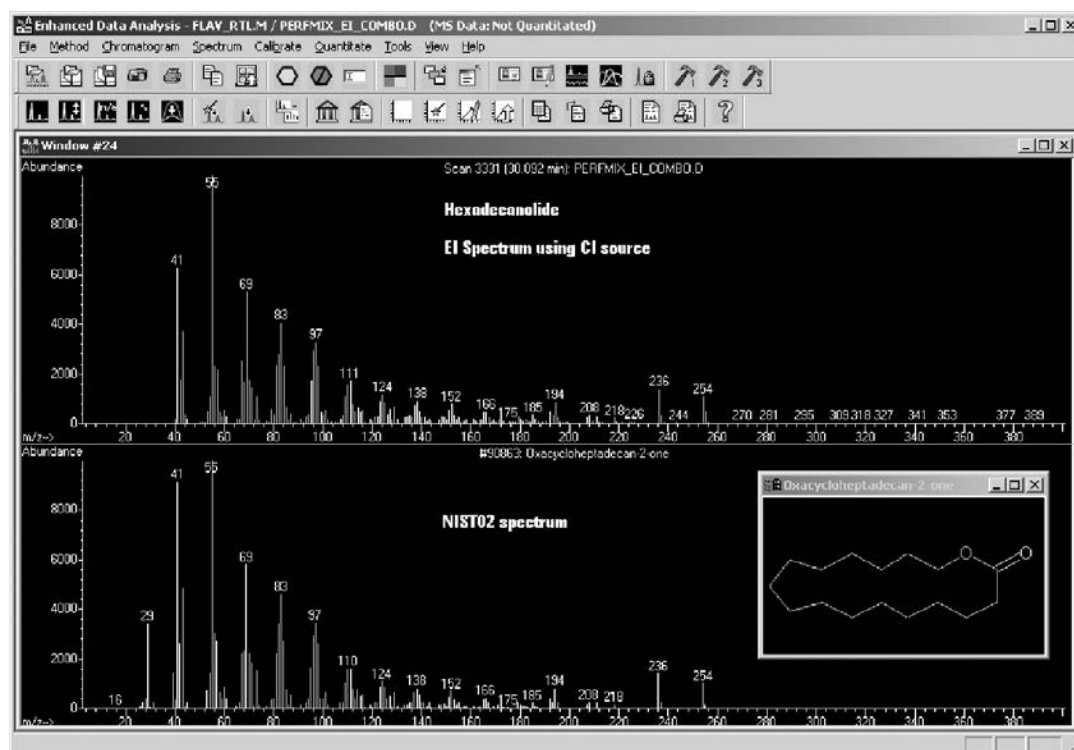 Enhanced Data Analysis - FLAV_RTL.M / PERFMIX_EI_COMBO.D (MS Data: Not Quantitated)
File Method Chromatogram Spectrum Calibrate Quantitate Tools View Help
Window #24
Abundance
Scan 3331 (30.092 min): PERFMIX_EI_COMBO.D
Hexadecanolide
EI Spectrum using CI source
8000
6000
4000
2000
0
41 55 69 83 97 111 124 138 152 166 175 185 194 208 218 226 236 244 254 270 281 295 309 318 327 341 353 377 389
m/z--> 20 40 60 80 100 120 140 160 180 200 220 240 260 280 300 320 340 360 380
Abundance
#90863: Oxacycloheptadecan-2-one
NIST02 spectrum
8000
6000
4000
2000
0
16 29 41 55 69 83 97 110 124 138 152 166 175 185 194 208 218 236 254
m/z--> 20 40 60 80 100 120 140 160 180 200 220 240 260 280 300 320 340 360 380
Oxacycloheptadecan-2-one
O O